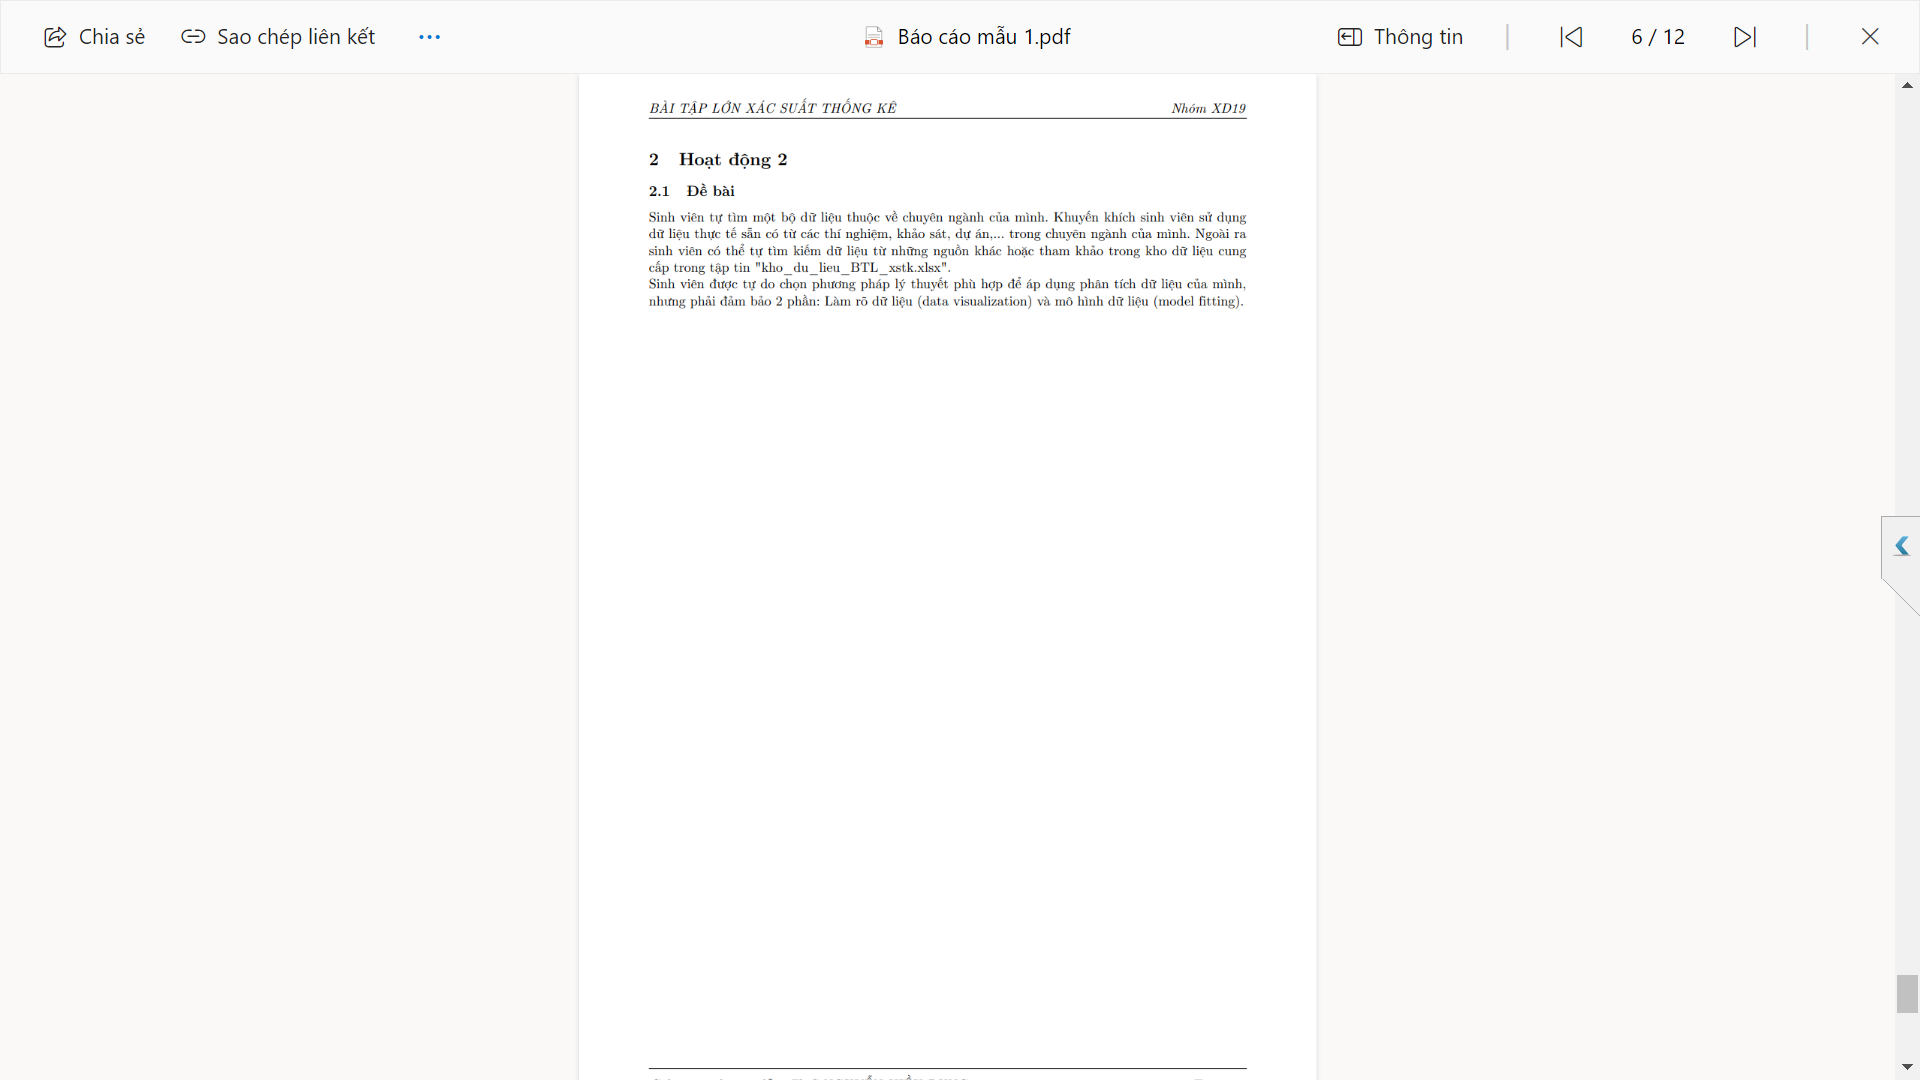 Chia sẻ Sao chép liên kết Báo cáo mẫu 1.pdf Thông tin 6 / 12
BÀI TẬP LỚN XÁC SUẤT THỐNG KÊ Nhóm XD19
2 Hoạt động 2
2.1 Đề bài
Sinh viên tự tìm một bộ dữ liệu thuộc về chuyên ngành của mình. Khuyến khích sinh viên sử dụng
dữ liệu thực tế sẵn có từ các thí nghiệm, khảo sát, dự án,... trong chuyên ngành của mình. Ngoài ra
sinh viên có thể tự tìm kiếm dữ liệu từ những nguồn khác hoặc tham khảo trong kho dữ liệu cung
cấp trong tập tin "kho_du_lieu_BTL_xstk.xlsx".
Sinh viên được tự do chọn phương pháp lý thuyết phù hợp để áp dụng phân tích dữ liệu của mình,
nhưng phải đảm bảo 2 phần: Làm rõ dữ liệu (data visualization) và mô hình dữ liệu (model fitting).